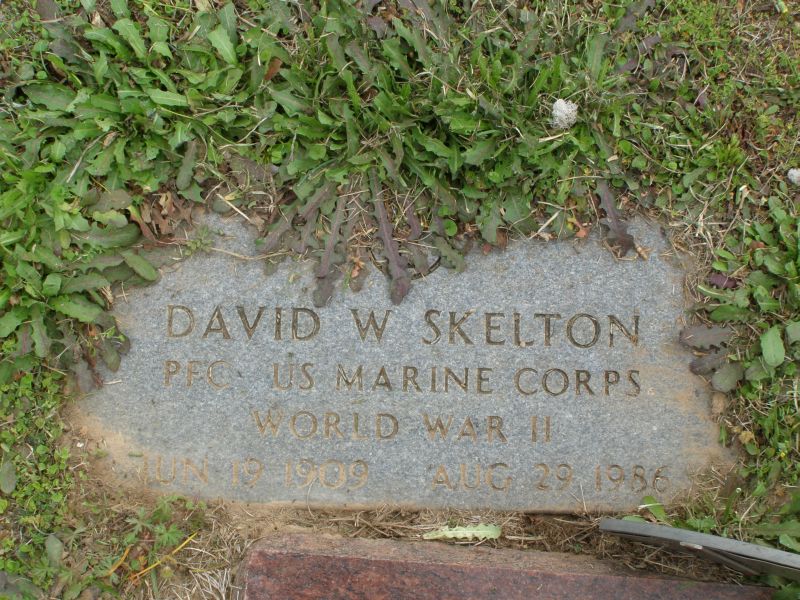 DAVID W SKELTON
PFC US MARINE CORPS
WORLD WAR II
JUN 19 1909 AUG 29 1986